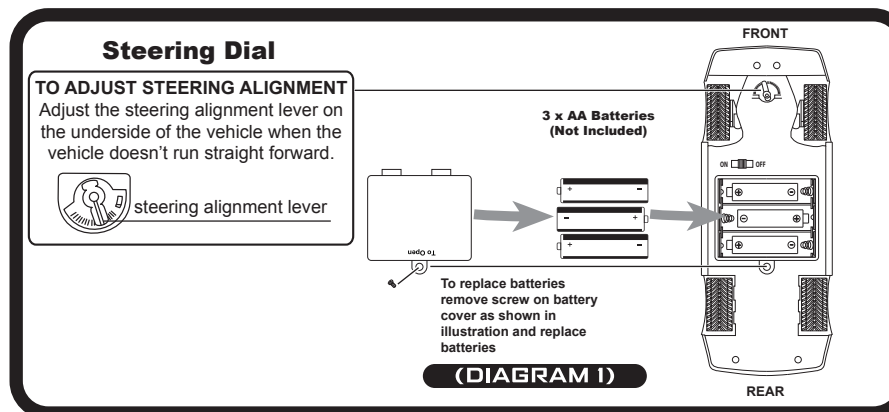 Steering Dial
TO ADJUST STEERING ALIGNMENT
Adjust the steering alignment lever on
the underside of the vehicle when the
vehicle doesn't run straight forward.
steering alignment lever
3 x AA Batteries
(Not Included)
To Open
To replace batteries
remove screw on battery
cover as shown in
illustration and replace
batteries
(DIAGRAM 1)
FRONT
ON OFF
REAR